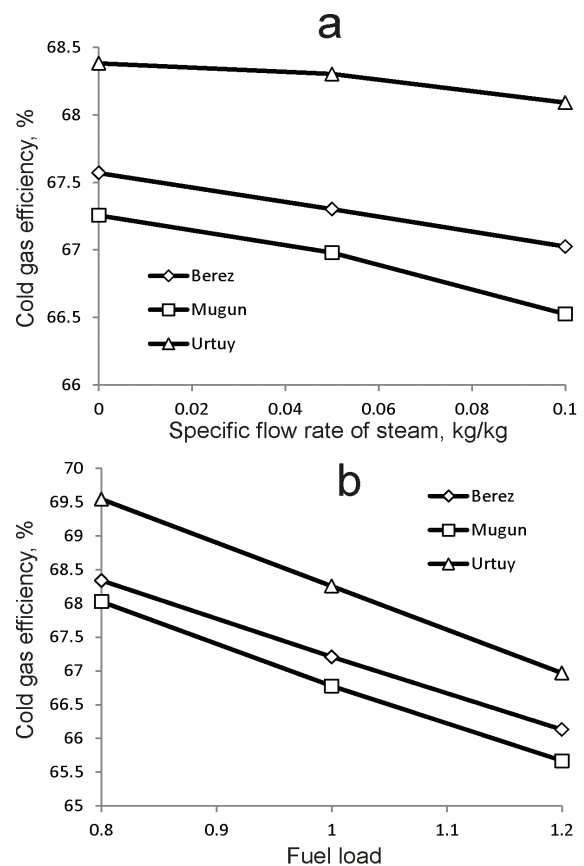 a
68.5
68
67.5
67
66.5
66
Cold gas efficiency, %
Berez
Mugun
Urtuy
0
0.02
0.04
0.06
0.08
0.1
Specific flow rate of steam, kg/kg
b
70
69.5
69
68.5
68
67.5
67
66.5
66
65.5
65
Cold gas efficiency, %
Berez
Mugun
Urtuy
0.8
0.9
1
1.1
1.2
Fuel load